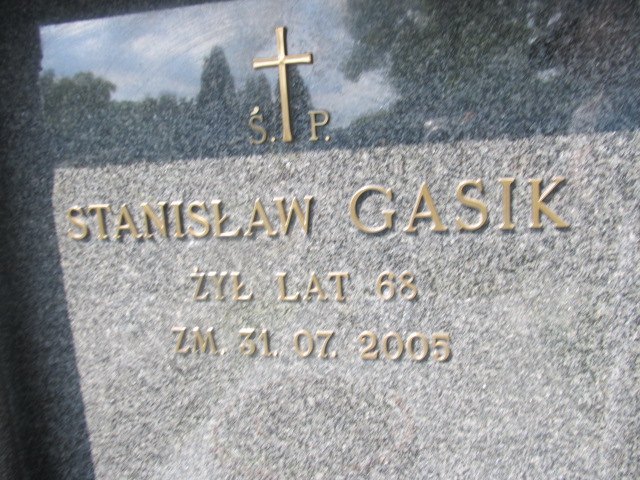 Ś. P.
STANISŁAW GASIK
ŻYŁ LAT 68
ZM. 31. 07. 2005